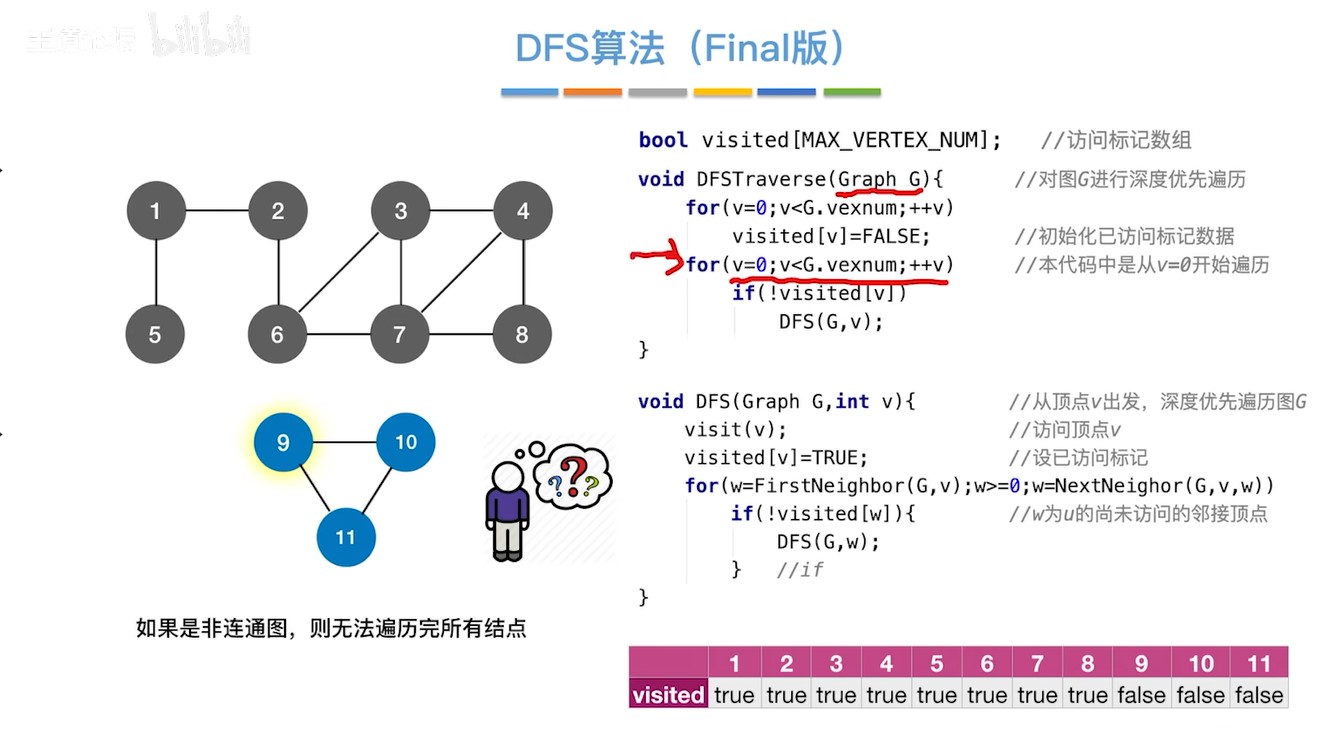 王道论坛 bilibili
DFS算法（Final版）
bool visited[MAX_VERTEX_NUM]; //访问标记数组
void DFSTraverse(Graph G){ //对图G进行深度优先遍历
for(v=0;v<G.vexnum;++v)
visited[v]=FALSE; //初始化已访问标记数据
for(v=0;v<G.vexnum;++v) //本代码中是从v=0开始遍历
if(!visited[v])
DFS(G,v);
}
void DFS(Graph G,int v){ //从顶点v出发，深度优先遍历图G
visit(v); //访问顶点v
visited[v]=TRUE; //设已访问标记
for(w=FirstNeighbor(G,v);w>=0;w=NextNeighor(G,v,w))
if(!visited[w]){ //w为u的尚未访问的邻接顶点
DFS(G,w);
} //if
}
1 2 3 4
5 6 7 8
9 10
11
? ? ?
如果是非连通图，则无法遍历完所有结点
1 2 3 4 5 6 7 8 9 10 11
visited true true true true true true true true false false false